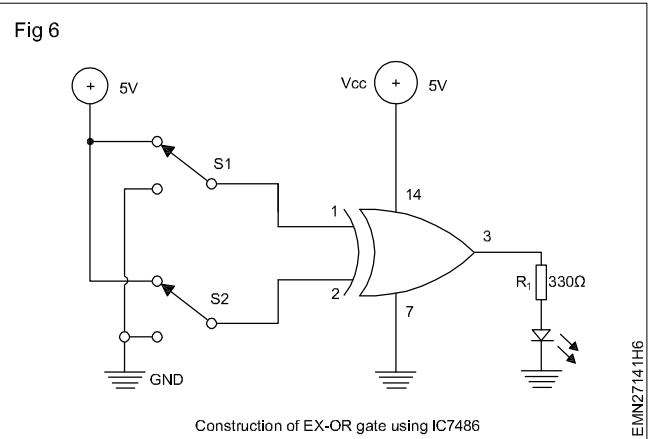 Fig 6
+ 5V
Vcc + 5V
S1
14
1
3
2
S2
R1 330Ω
7
GND
Construction of EX-OR gate using IC7486
EMN27141H6